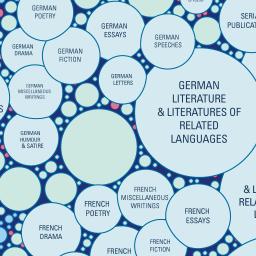 GERMAN
POETRY
GERMAN
ESSAYS
GERMAN
DRAMA
GERMAN
FICTION
GERMAN
SPEECHES
SERIA
PUBLICAT
GERMAN
MISCELLANEOUS
WRITINGS
GERMAN
LETTERS
GERMAN
LITERATURE
& LITERATURES OF
RELATED
LANGUAGES
GERMAN
HUMOUR
& SATIRE
FRENCH
MISCELLANEOUS
WRITINGS
FRENCH
POETRY
FRENCH
ESSAYS
& L
RELA
L
FRENCH
DRAMA
FRENCH
FRENCH
FICTION